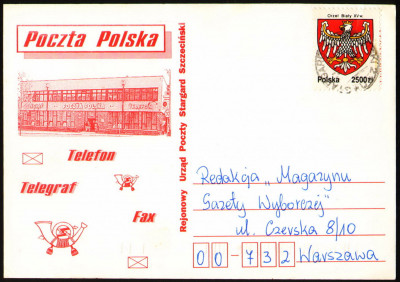 Poczta Polska
Orzeł Biały XV w.
Polska 2500 zł
Telefon
Telegraf
Fax
Rejonowy Urząd Poczty Stargard Szczeciński
Redakcja „Magazynu
Gazety Wyborczej"
ul. Czerska 8/10
00-732 Warszawa